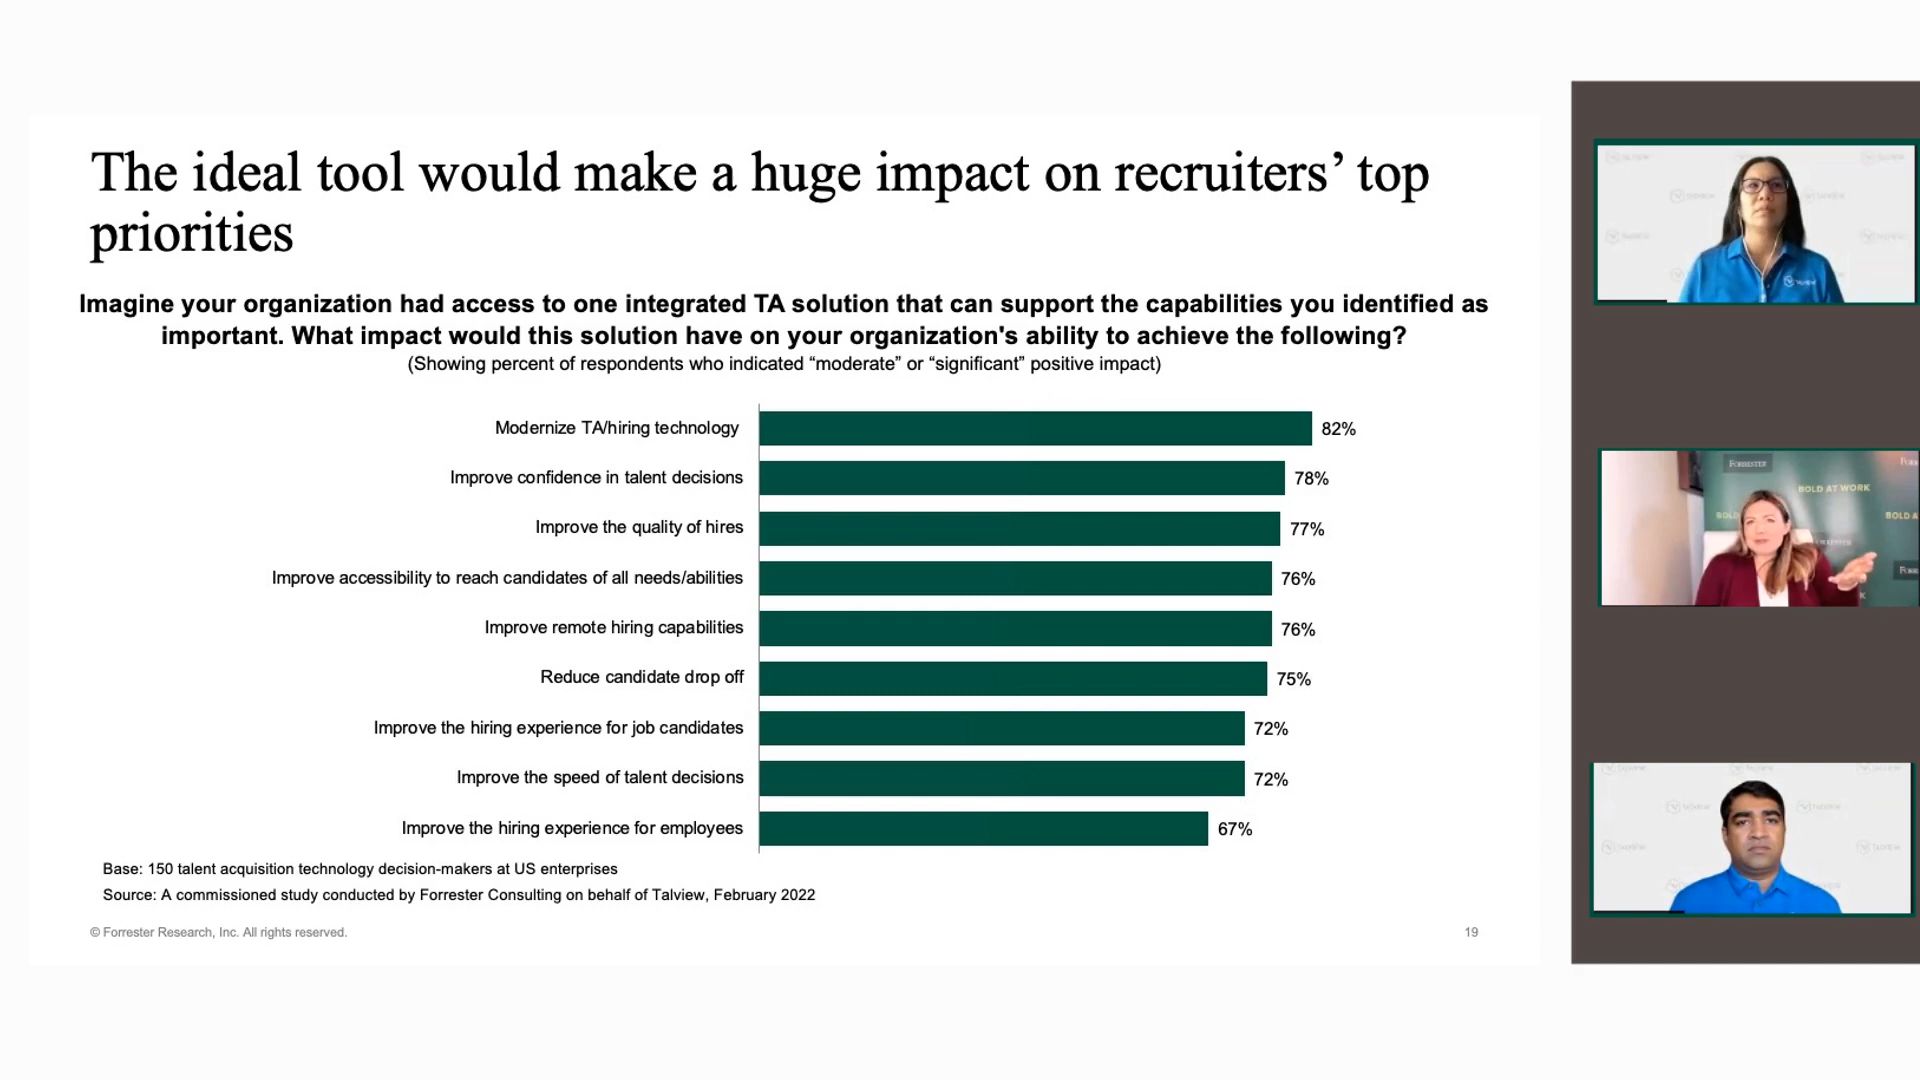 The ideal tool would make a huge impact on recruiters’ top
priorities
Imagine your organization had access to one integrated TA solution that can support the capabilities you identified as
important. What impact would this solution have on your organization's ability to achieve the following?
(Showing percent of respondents who indicated “moderate” or “significant” positive impact)
Modernize TA/hiring technology 82%
Improve confidence in talent decisions 78%
Improve the quality of hires 77%
Improve accessibility to reach candidates of all needs/abilities 76%
Improve remote hiring capabilities 76%
Reduce candidate drop off 75%
Improve the hiring experience for job candidates 72%
Improve the speed of talent decisions 72%
Improve the hiring experience for employees 67%
Base: 150 talent acquisition technology decision-makers at US enterprises
Source: A commissioned study conducted by Forrester Consulting on behalf of Talview, February 2022
© Forrester Research, Inc. All rights reserved.
19
FORRESTER
BOLD AT WORK
BOLD A